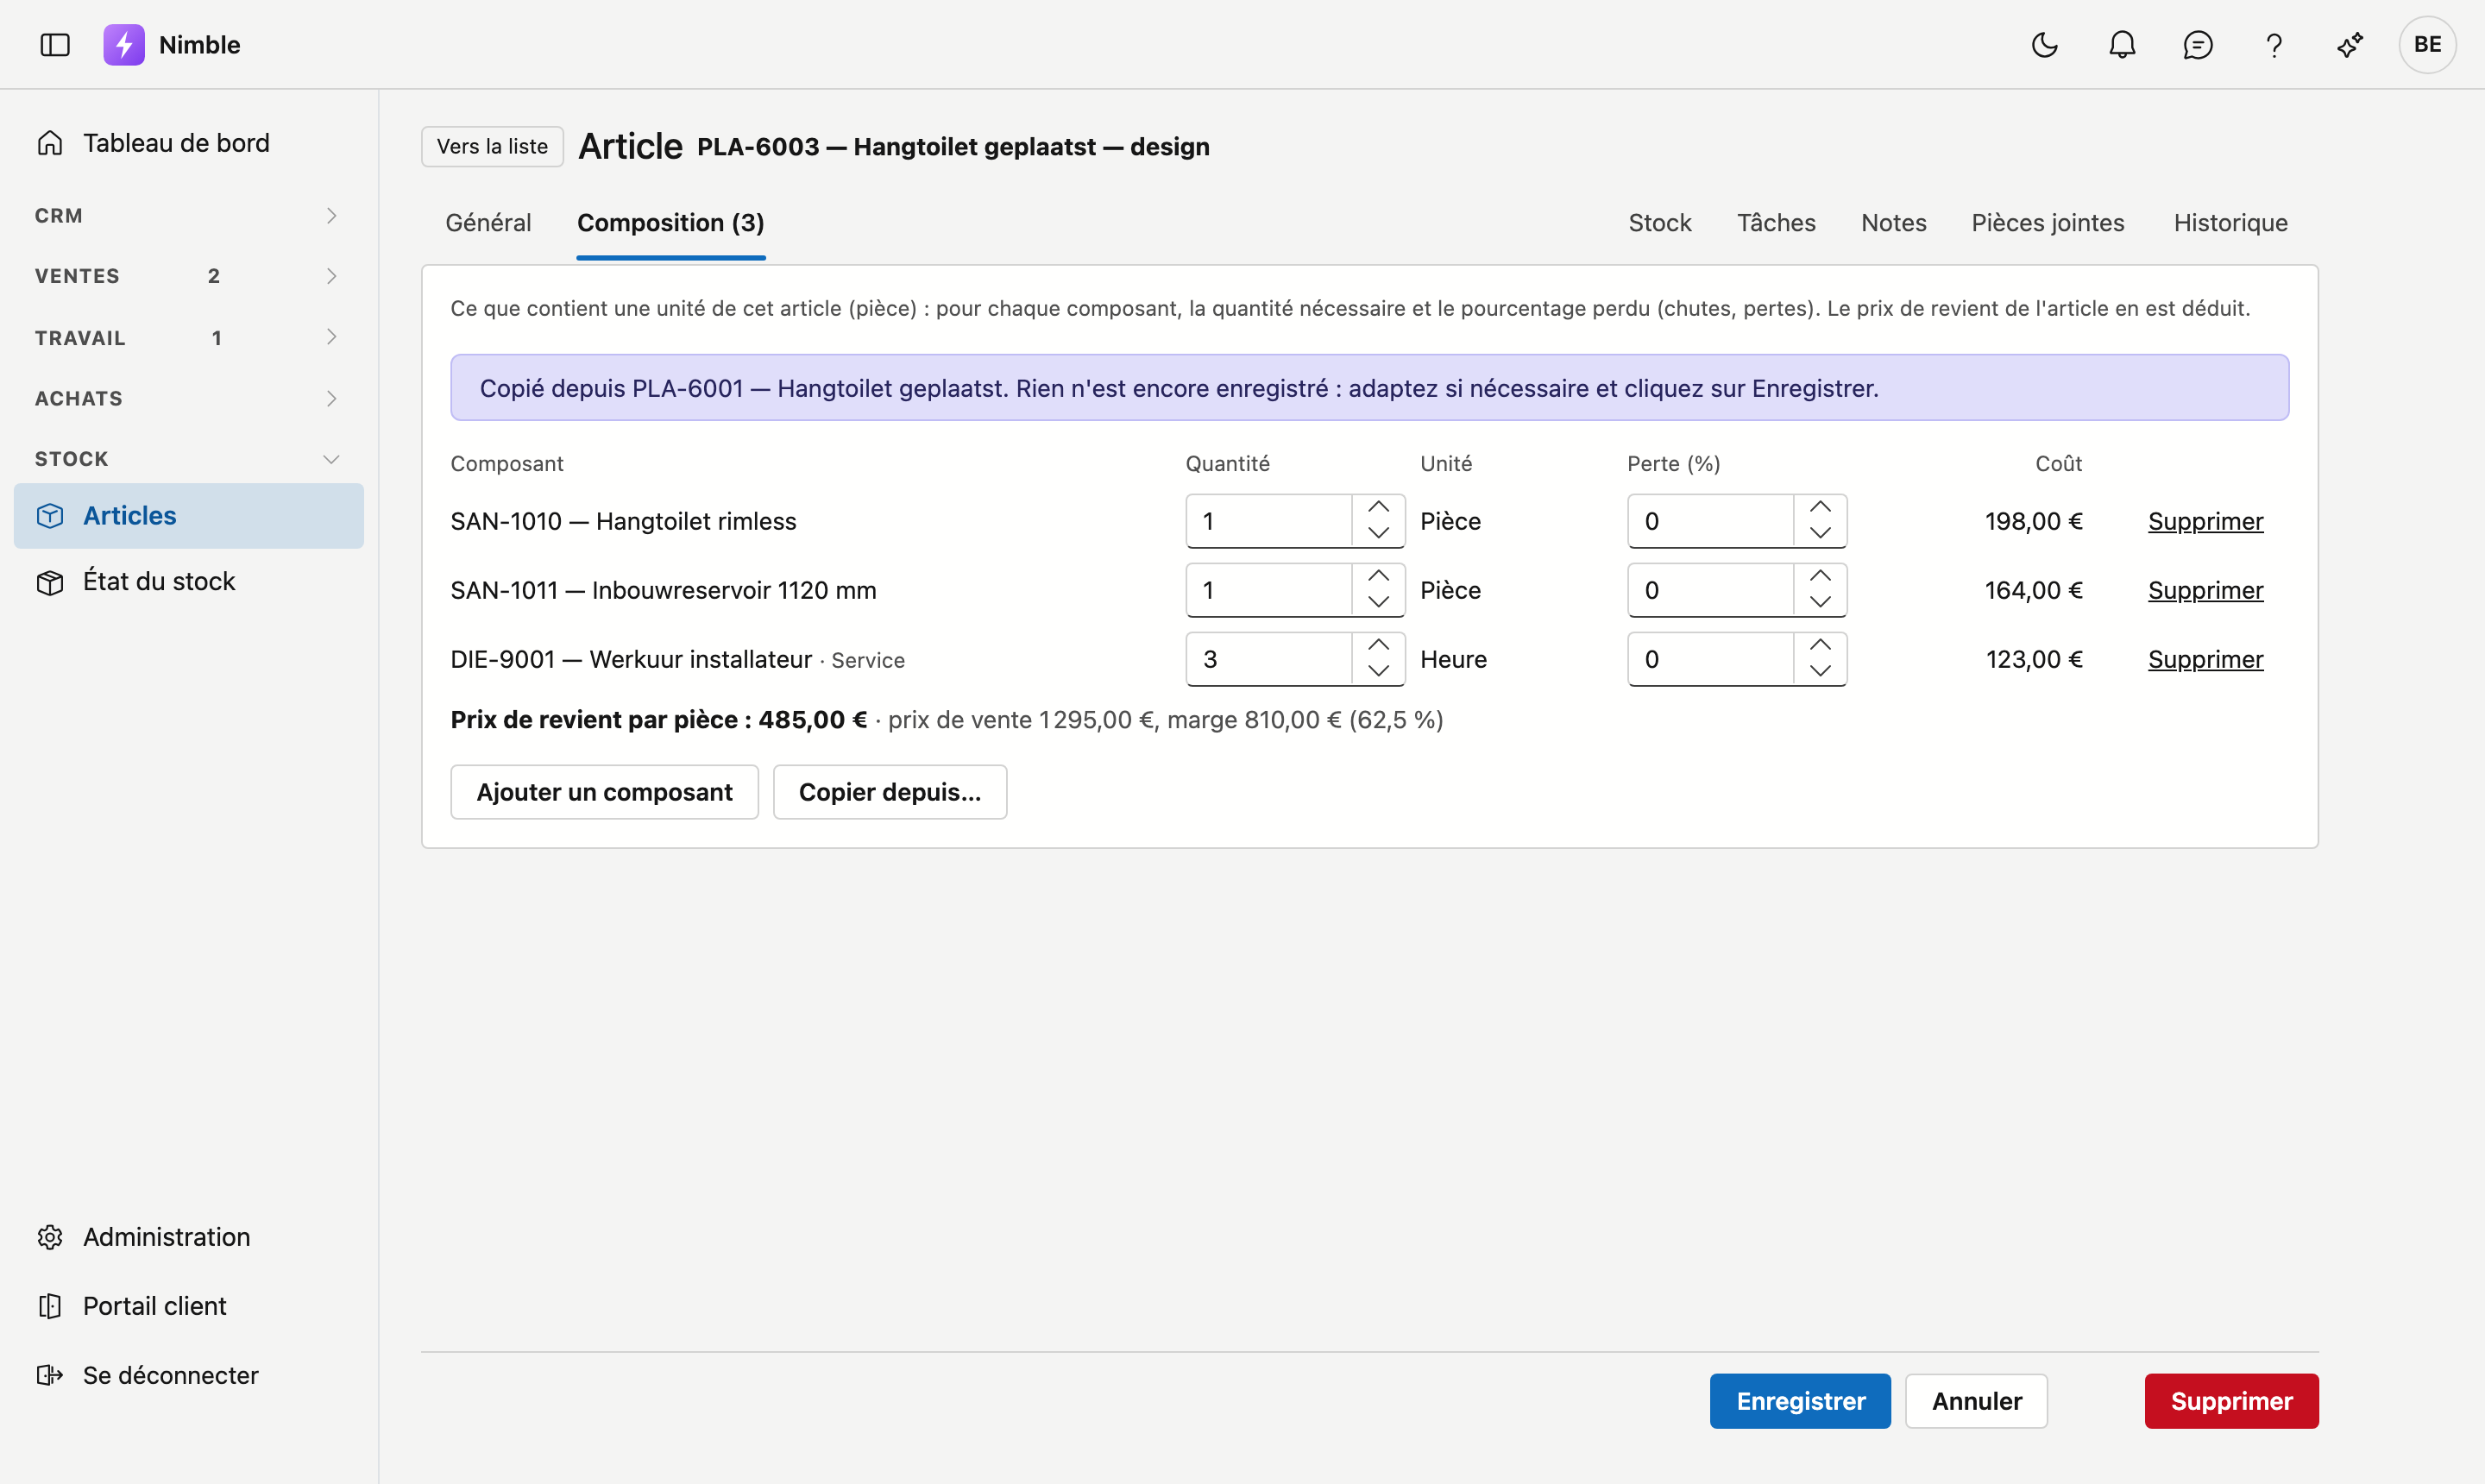 Nimble
BE
Tableau de bord
CRM
VENTES 2
TRAVAIL 1
ACHATS
STOCK
Articles
État du stock
Administration
Portail client
Se déconnecter
Vers la liste Article PLA-6003 — Hangtoilet geplaatst — design
Général Composition (3) Stock Tâches Notes Pièces jointes Historique
Ce que contient une unité de cet article (pièce) : pour chaque composant, la quantité nécessaire et le pourcentage perdu (chutes, pertes). Le prix de revient de l'article en est déduit.
Copié depuis PLA-6001 — Hangtoilet geplaatst. Rien n'est encore enregistré : adaptez si nécessaire et cliquez sur Enregistrer.
Composant Quantité Unité Perte (%) Coût
SAN-1010 — Hangtoilet rimless 1 Pièce 0 198,00 € Supprimer
SAN-1011 — Inbouwreservoir 1120 mm 1 Pièce 0 164,00 € Supprimer
DIE-9001 — Werkuur installateur · Service 3 Heure 0 123,00 € Supprimer
Prix de revient par pièce : 485,00 € · prix de vente 1 295,00 €, marge 810,00 € (62,5 %)
Ajouter un composant Copier depuis...
Enregistrer Annuler Supprimer